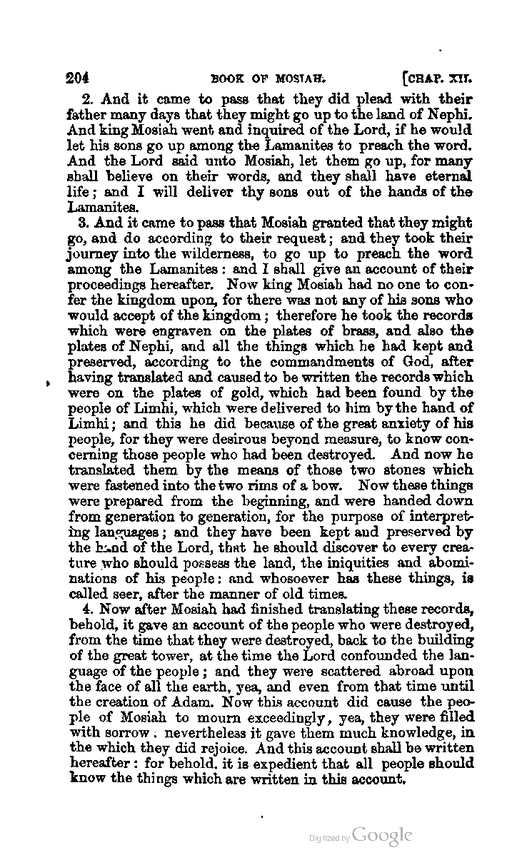 204 BOOK OF MOSIAH. [CHAP. XII.
2. And it came to pass that they did plead with their
father many days that they might go up to the land of Nephi.
And king Mosiah went and inquired of the Lord, if he would
let his sons go up among the Lamanites to preach the word.
And the Lord said unto Mosiah, let them go up, for many
shall believe on their words, and they shall have eternal
life; and I will deliver thy sons out of the hands of the
Lamanites.
3. And it came to pass that Mosiah granted that they might
go, and do according to their request; and they took their
journey into the wilderness, to go up to preach the word
among the Lamanites: and I shall give an account of their
proceedings hereafter. Now king Mosiah had no one to con-
fer the kingdom upon, for there was not any of his sons who
would accept of the kingdom; therefore he took the records
which were engraven on the plates of brass, and also the
plates of Nephi, and all the things which he had kept and
preserved, according to the commandments of God, after
having translated and caused to be written the records which
were on the plates of gold, which had been found by the
people of Limhi, which were delivered to him by the hand of
Limhi; and this he did because of the great anxiety of his
people, for they were desirous beyond measure, to know con-
cerning those people who had been destroyed. And now he
translated them by the means of those two stones which
were fastened into the two rims of a bow. Now these things
were prepared from the beginning, and were handed down
from generation to generation, for the purpose of interpret-
ing languages; and they have been kept and preserved by
the hand of the Lord, that he should discover to every crea-
ture who should possess the land, the iniquities and abomi-
nations of his people: and whosoever has these things, is
called seer, after the manner of old times.
4. Now after Mosiah had finished translating these records,
behold, it gave an account of the people who were destroyed,
from the time that they were destroyed, back to the building
of the great tower, at the time the Lord confounded the lan-
guage of the people; and they were scattered abroad upon
the face of all the earth, yea, and even from that time until
the creation of Adam. Now this account did cause the peo-
ple of Mosiah to mourn exceedingly, yea, they were filled
with sorrow. nevertheless it gave them much knowledge, in
the which they did rejoice. And this account shall be written
hereafter: for behold, it is expedient that all people should
know the things which are written in this account.
Digitized by Google